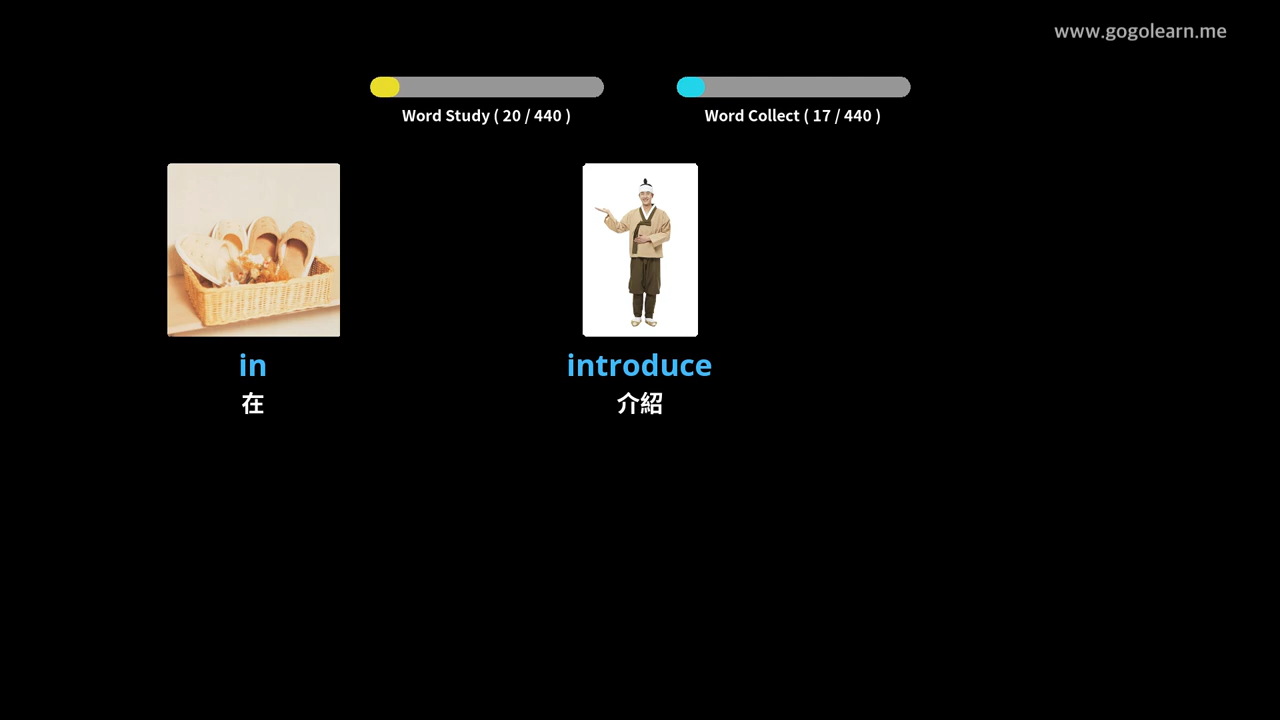 www.gogolearn.me
Word Study ( 20 / 440 )
Word Collect ( 17 / 440 )
in
在
introduce
介紹